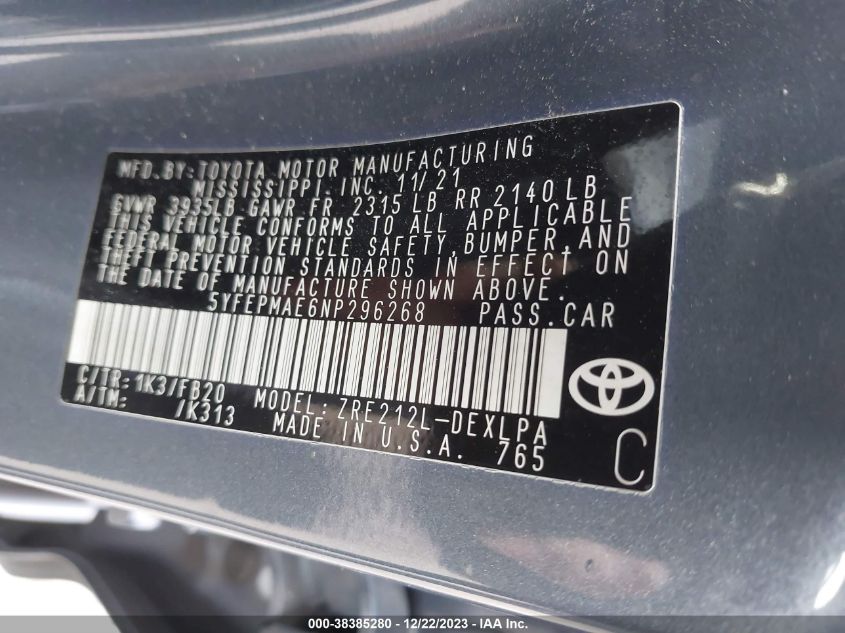 MFD.BY:TOYOTA MOTOR MANUFACTURING
MISSISSIPPI.INC. 11/21
GVWR 3935LB GAWR FR 2315 LB RR 2140 LB
THIS VEHICLE CONFORMS TO ALL APPLICABLE
FEDERAL MOTOR VEHICLE SAFETY,BUMPER,AND
THEFT PREVENTION STANDARDS IN EFFECT ON
THE DATE OF MANUFACTURE SHOWN ABOVE.
5YFEPMAE6NP296268 PASS.CAR
C/TR:1K3/FB20
A/TM: /K313
MODEL:ZRE212L-DEXLPA
MADE IN U.S.A. 765
C
000-38385280 - 12/22/2023 - IAA Inc.